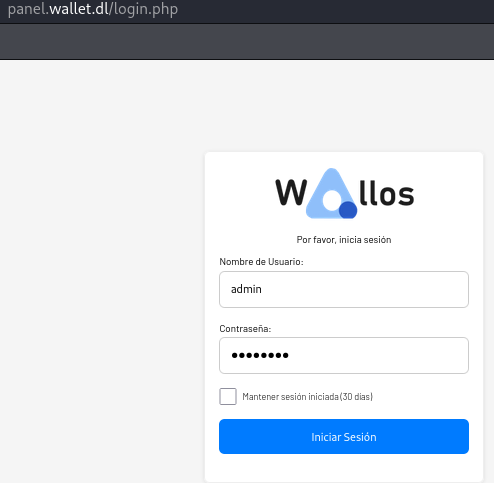 panel.wallet.dl/login.php
Wallos
Por favor, inicia sesión
Nombre de Usuario:
admin
Contraseña:
••••••••
Mantener sesión iniciada (30 días)
Iniciar Sesión